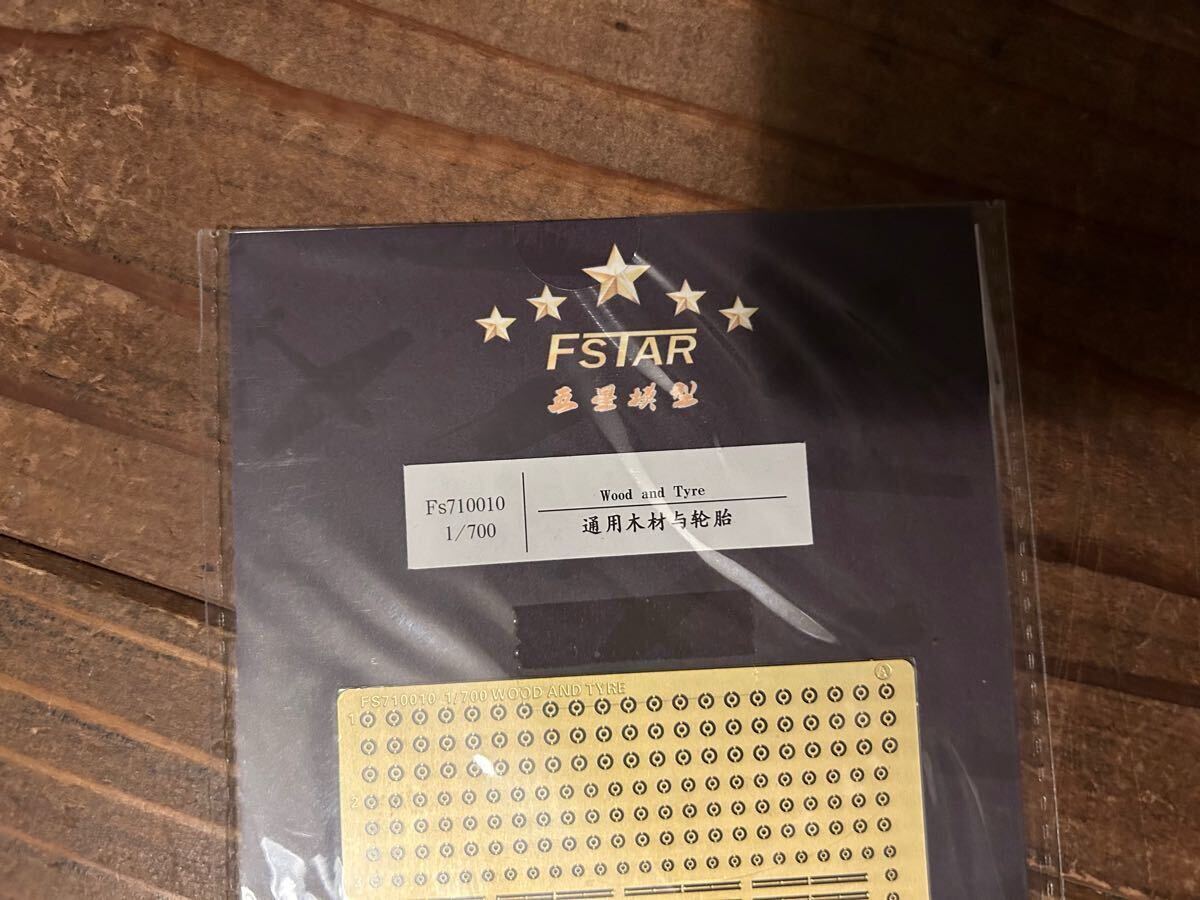 FSTAR
五星模型
Fs710010
1/700
Wood and Tyre
通用木材与轮胎
FS710010-1/700 WOOD AND TYRE
A
1
2
3